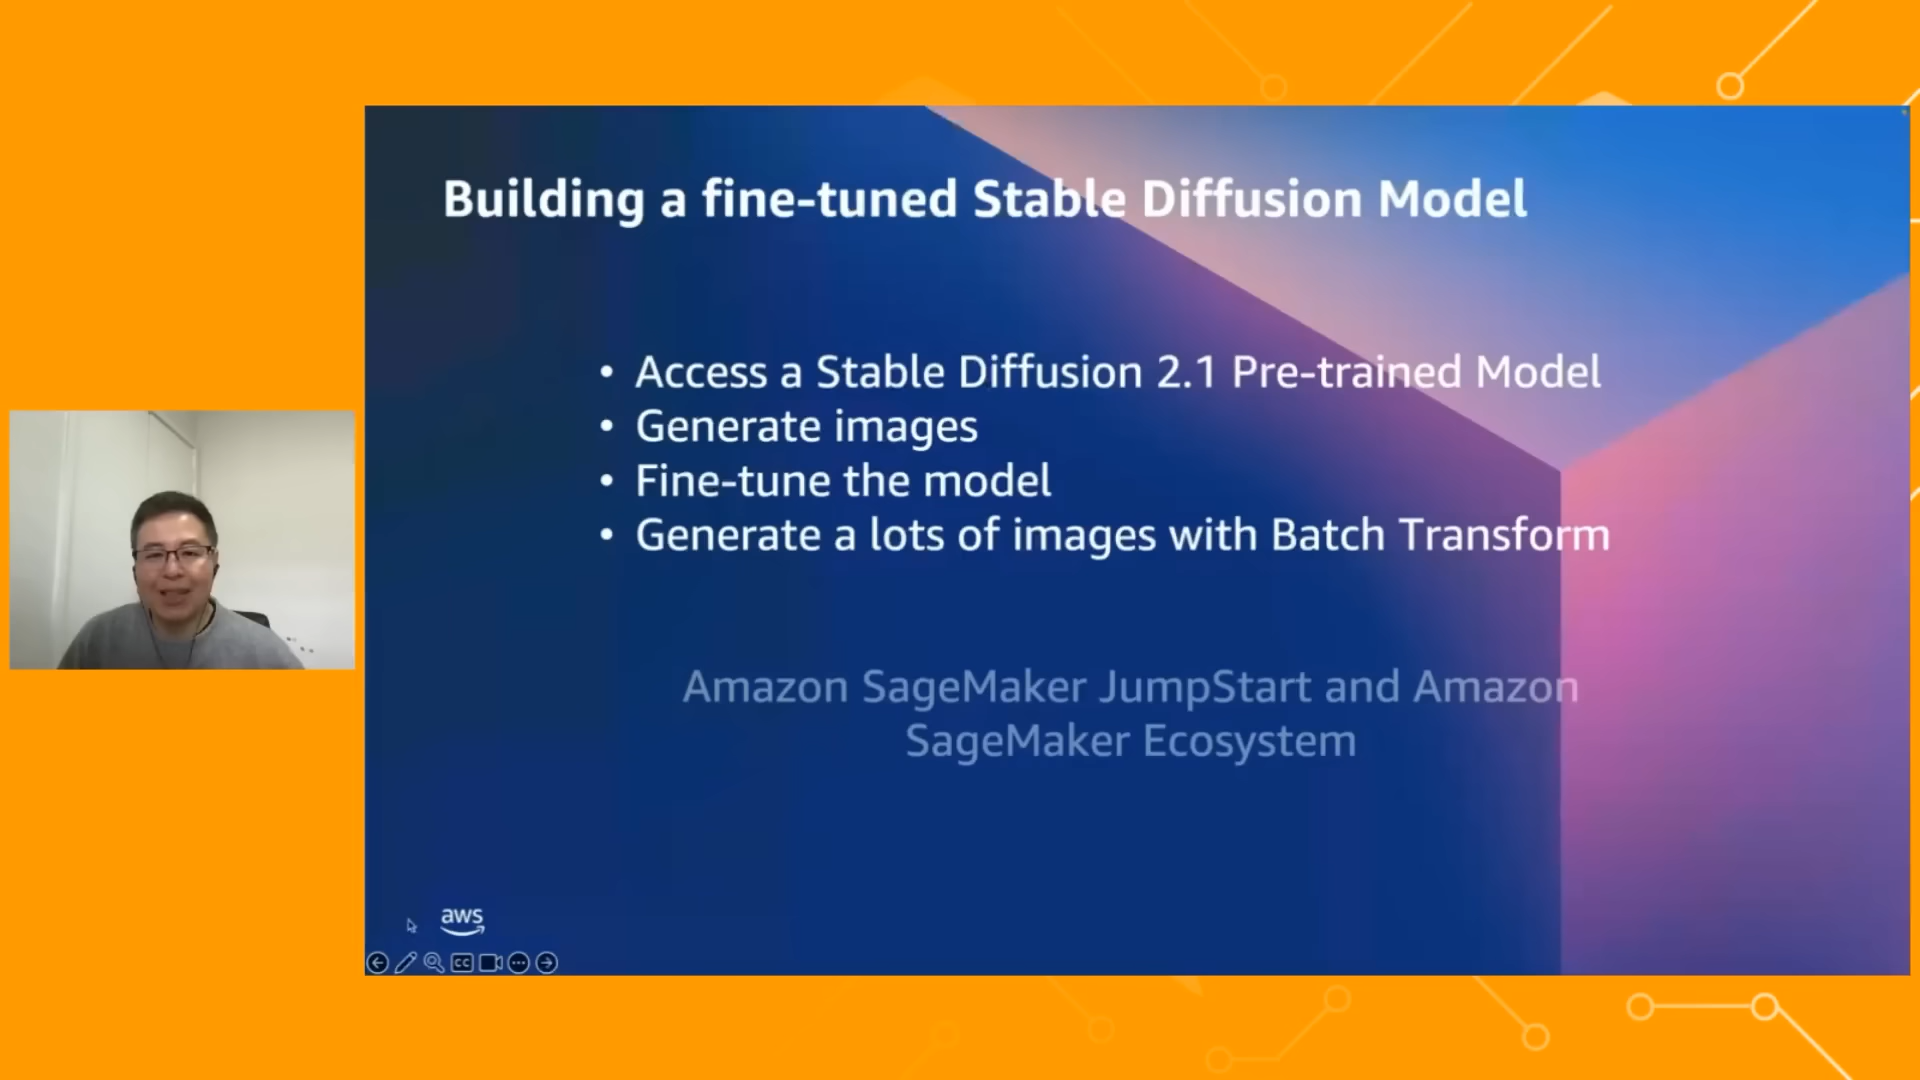 Building a fine-tuned Stable Diffusion Model
• Access a Stable Diffusion 2.1 Pre-trained Model
• Generate images
• Fine-tune the model
• Generate a lots of images with Batch Transform
Amazon SageMaker JumpStart and Amazon
SageMaker Ecosystem
aws
CC